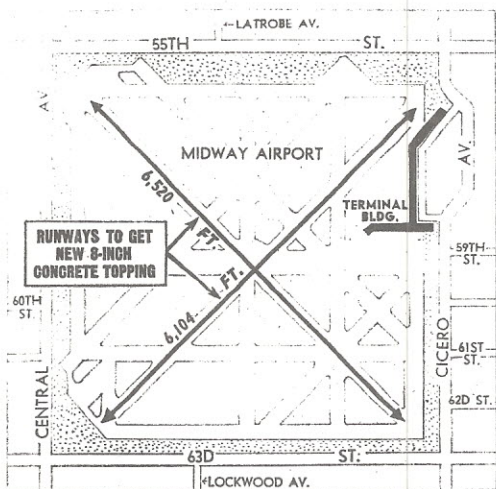 LATROBE AV.
55TH ST.
AV
MIDWAY AIRPORT
AV
6,520 FT.
TERMINAL
BLDG.
RUNWAYS TO GET
NEW 8-INCH
CONCRETE TOPPING
59TH
ST.
60TH
ST.
6,104 FT.
61ST
ST.
CICERO
62D ST.
CENTRAL
63D ST.
LOCKWOOD AV.